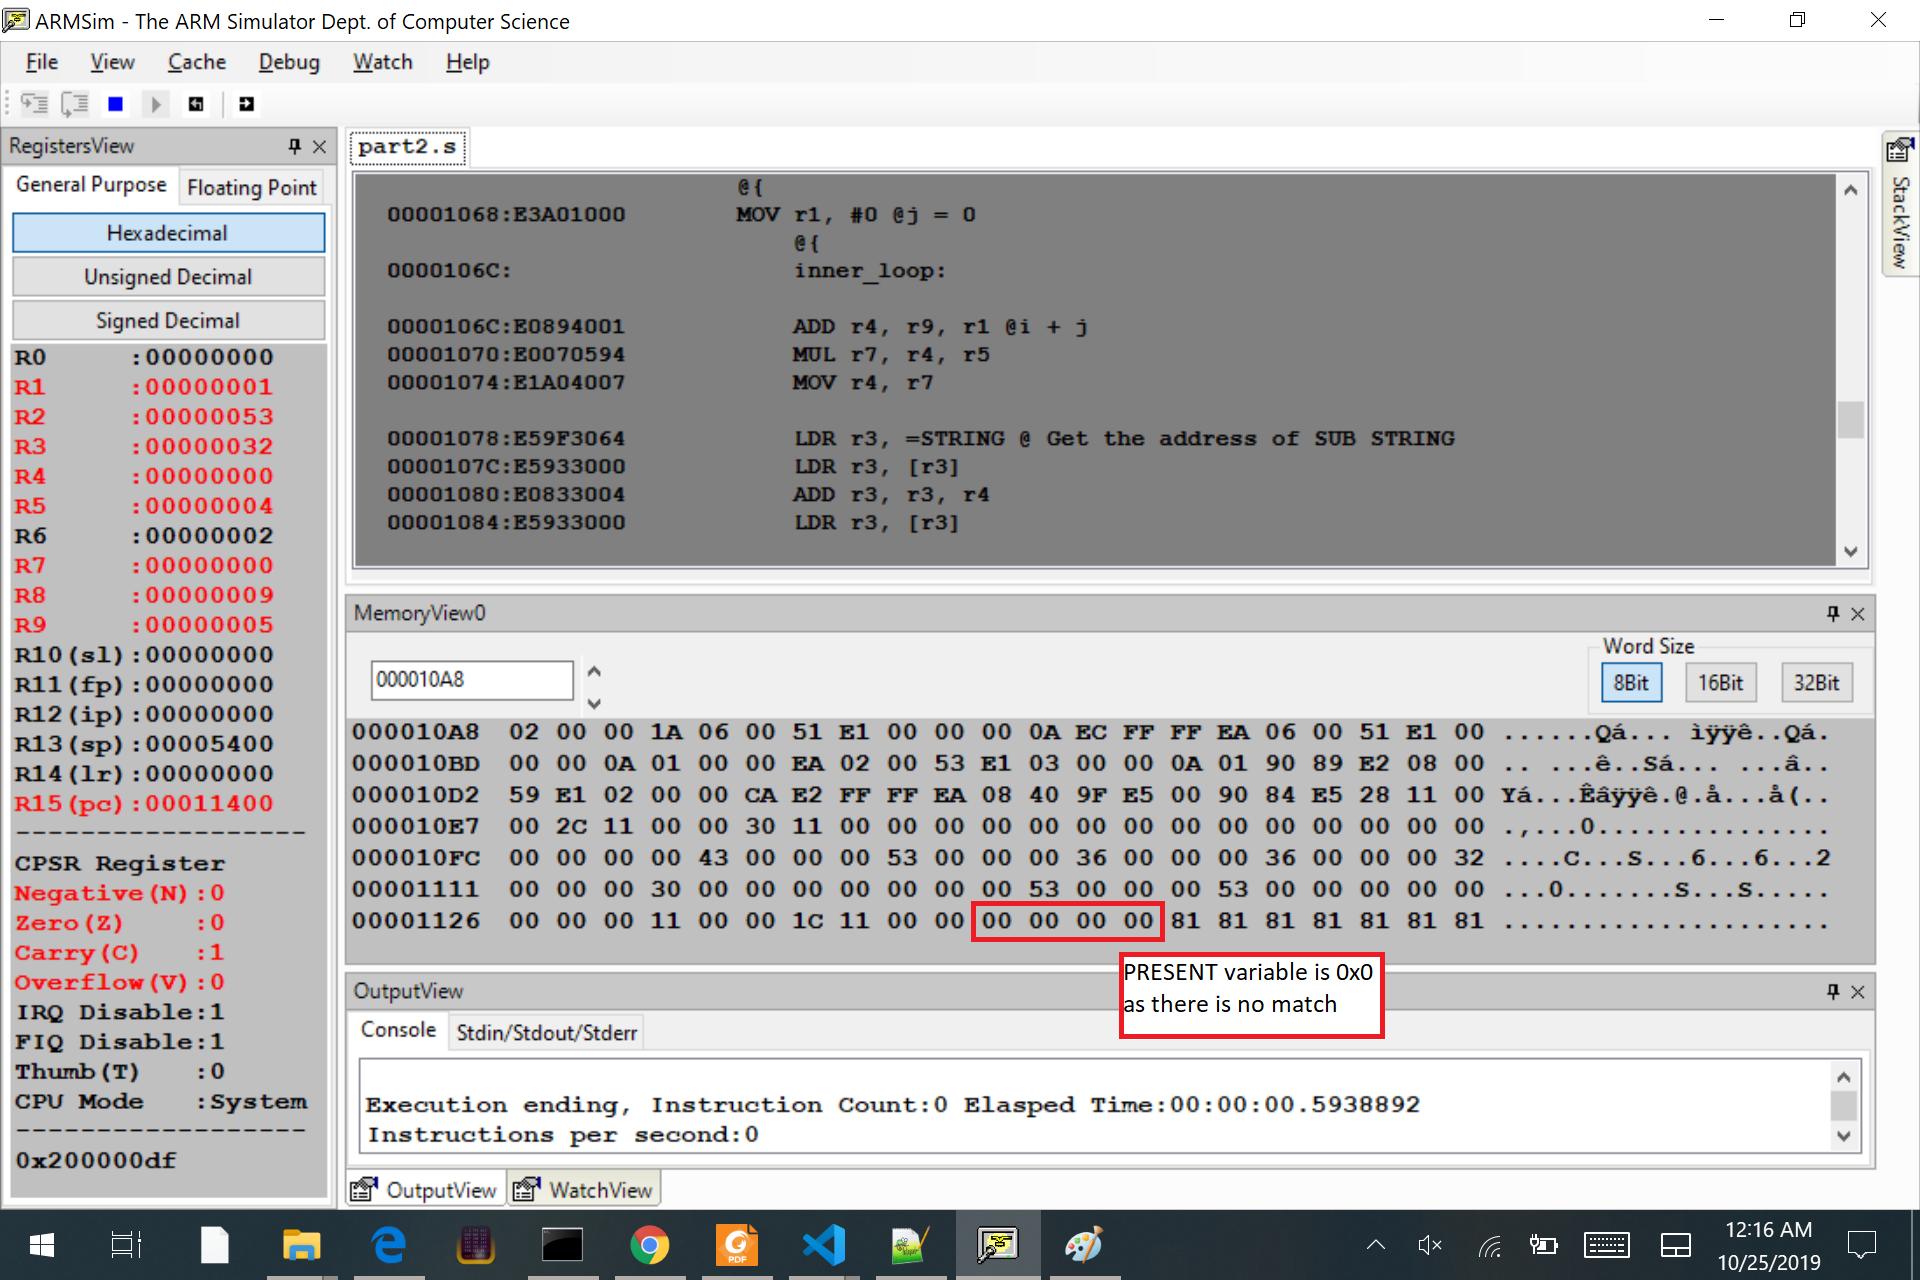 ARMSim - The ARM Simulator Dept. of Computer Science
File View Cache Debug Watch Help
RegistersView
General Purpose Floating Point
Hexadecimal
Unsigned Decimal
Signed Decimal
R0 :00000000
R1 :00000001
R2 :00000053
R3 :00000032
R4 :00000000
R5 :00000004
R6 :00000002
R7 :00000000
R8 :00000009
R9 :00000005
R10(sl):00000000
R11(fp):00000000
R12(ip):00000000
R13(sp):00005400
R14(lr):00000000
R15(pc):00011400
-------------------
CPSR Register
Negative(N):0
Zero(Z) :0
Carry(C) :1
Overflow(V):0
IRQ Disable:1
FIQ Disable:1
Thumb(T) :0
CPU Mode :System
-------------------
0x200000df
part2.s
@{
00001068:E3A01000 MOV r1, #0 @j = 0
@{
0000106C: inner_loop:
0000106C:E0894001 ADD r4, r9, r1 @i + j
00001070:E0070594 MUL r7, r4, r5
00001074:E1A04007 MOV r4, r7
00001078:E59F3064 LDR r3, =STRING @ Get the address of SUB STRING
0000107C:E5933000 LDR r3, [r3]
00001080:E0833004 ADD r3, r3, r4
00001084:E5933000 LDR r3, [r3]
StackView
MemoryView0
000010A8
Word Size
8Bit 16Bit 32Bit
000010A8 02 00 00 1A 06 00 51 E1 00 00 00 0A EC FF FF EA 06 00 51 E1 00 ......Qá... ìÿÿê..Qá.
000010BD 00 00 0A 01 00 00 EA 02 00 53 E1 03 00 00 0A 01 90 89 E2 08 00 .. ...ê..Sá... ...â..
000010D2 59 E1 02 00 00 CA E2 FF FF EA 08 40 9F E5 00 90 84 E5 28 11 00 Yá...Êâÿÿê.@.å...å(..
000010E7 00 2C 11 00 00 30 11 00 00 00 00 00 00 00 00 00 00 00 00 00 00 .,...0...............
000010FC 00 00 00 00 43 00 00 00 53 00 00 00 36 00 00 00 36 00 00 00 32 ....C...S...6...6...2
00001111 00 00 00 30 00 00 00 00 00 00 00 53 00 00 00 53 00 00 00 00 00 ...0.......S...S.....
00001126 00 00 00 11 00 00 1C 11 00 00 00 00 00 00 81 81 81 81 81 81 81 .....................
PRESENT variable is 0x0
as there is no match
OutputView
Console Stdin/Stdout/Stderr
Execution ending, Instruction Count:0 Elasped Time:00:00:00.5938892
Instructions per second:0
OutputView WatchView
PDF
12:16 AM
10/25/2019